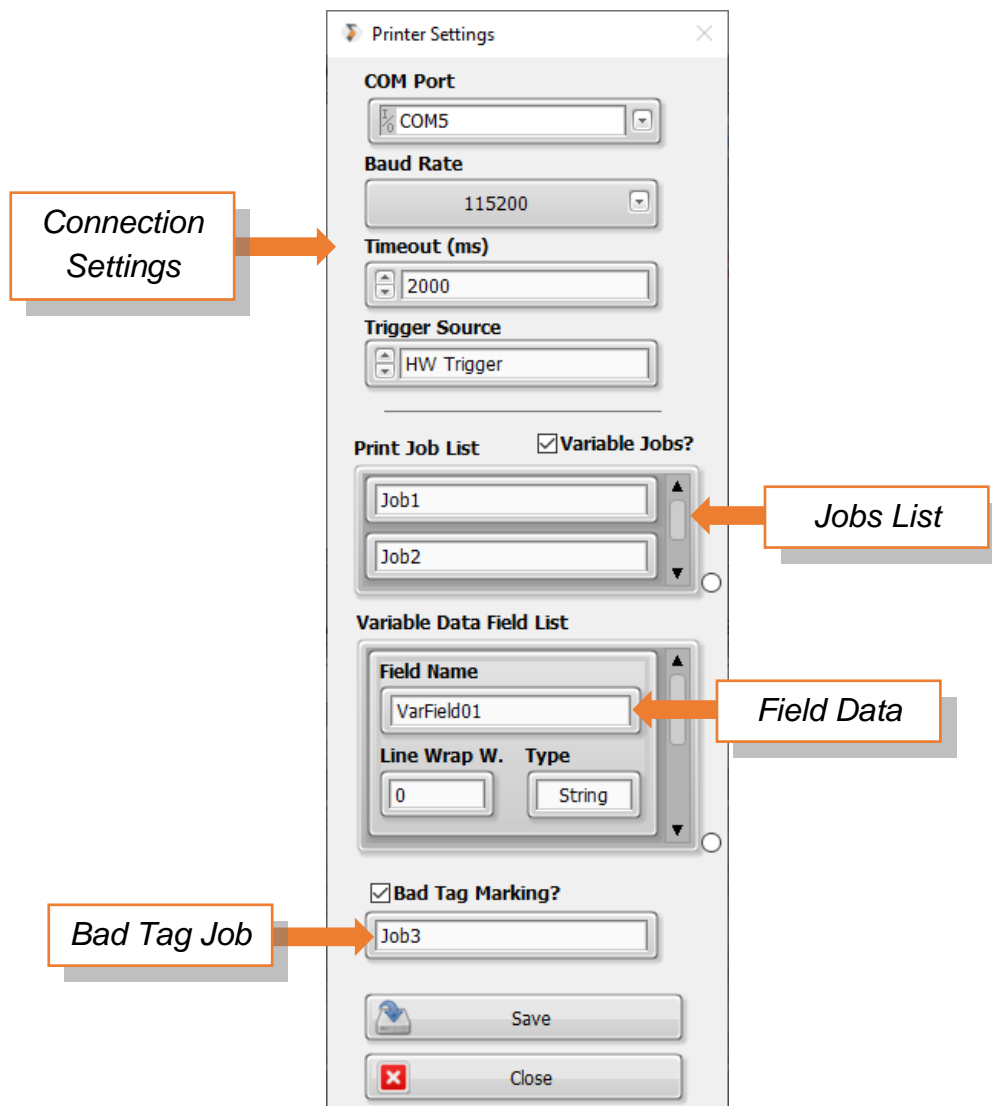 Printer Settings
COM Port
I/O COM5
Baud Rate
115200
Connection
Settings
Timeout (ms)
2000
Trigger Source
HW Trigger
Print Job List
Variable Jobs?
Job1
Jobs List
Job2
Variable Data Field List
Field Name
VarField01
Field Data
Line Wrap W. Type
0 String
Bad Tag Marking?
Bad Tag Job
Job3
Save
Close